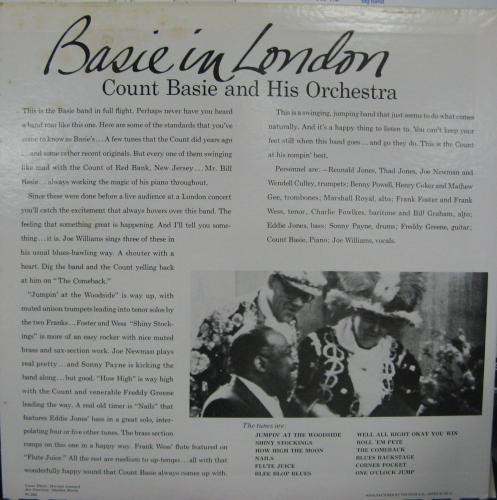 Basie in London
Count Basie and His Orchestra
This is the Basie band in full flight. Perhaps never have you heard
a band roar like this one. Here are some of the standards that you've
come to know as Basie's...A few tunes that the Count did years ago
...and some rather recent originals. But every one of them swinging
like mad with the Count of Red Bank, New Jersey...Mr. Bill
Basie...always working the magic of his piano throughout.
Since these were done before a live audience at a London concert
you'll catch the excitement that always hovers over this band. The
feeling that something great is happening. And I'll tell you some-
thing...it is. Joe Williams sings three of these in
his usual blues-bawling way. A shouter with a
heart. Dig the band and the Count yelling back
at him on "The Comeback."
"Jumpin' at the Woodside" is way up, with
muted unison trumpets leading into tenor solos by
the two Franks...Foster and Wess "Shiny Stock-
ings" is more of an easy rocker with nice muted
brass and sax-section work. Joe Newman plays
real pretty...and Sonny Payne is kicking the
band along...but good. "How High" is way high
with the Count and venerable Freddy Greene
leading the way. A real old timer is "Nails" that
features Eddie Jones' bass in a great solo, inter-
polating four or five other tunes. The brass section
romps on this one in a happy way. Frank Wess' flute featured on
"Flute Juice." All the rest are medium to up-tempo...all with that
wonderfully happy sound that Count Basie always comes up with.
This is a swinging, jumping band that just seems to do what comes
naturally. And it's a happy thing to listen to. You can't keep your
feet still when this band goes...and go they do. This is the Count
at his rompin' best.
Personnel are:—Reunald Jones, Thad Jones, Joe Newman and
Wendell Culley, trumpets; Benny Powell, Henry Coker and Mathew
Gee, trombones; Marshall Royal, alto; Frank Foster and Frank
Wess, tenor, Charlie Fowlkes, baritone and Bill Graham, alto;
Eddie Jones, bass; Sonny Payne, drums; Freddy Greene, guitar;
Count Basie, Piano; Joe Williams, vocals.
The tunes are:
JUMPIN' AT THE WOODSIDE
SHINY STOCKINGS
HOW HIGH THE MOON
NAILS
FLUTE JUICE
BLEE BLOP BLUES
WELL ALL RIGHT OKAY YOU WIN
ROLL 'EM PETE
THE COMEBACK
BLUES BACKSTAGE
CORNER POCKET
ONE O'CLOCK JUMP